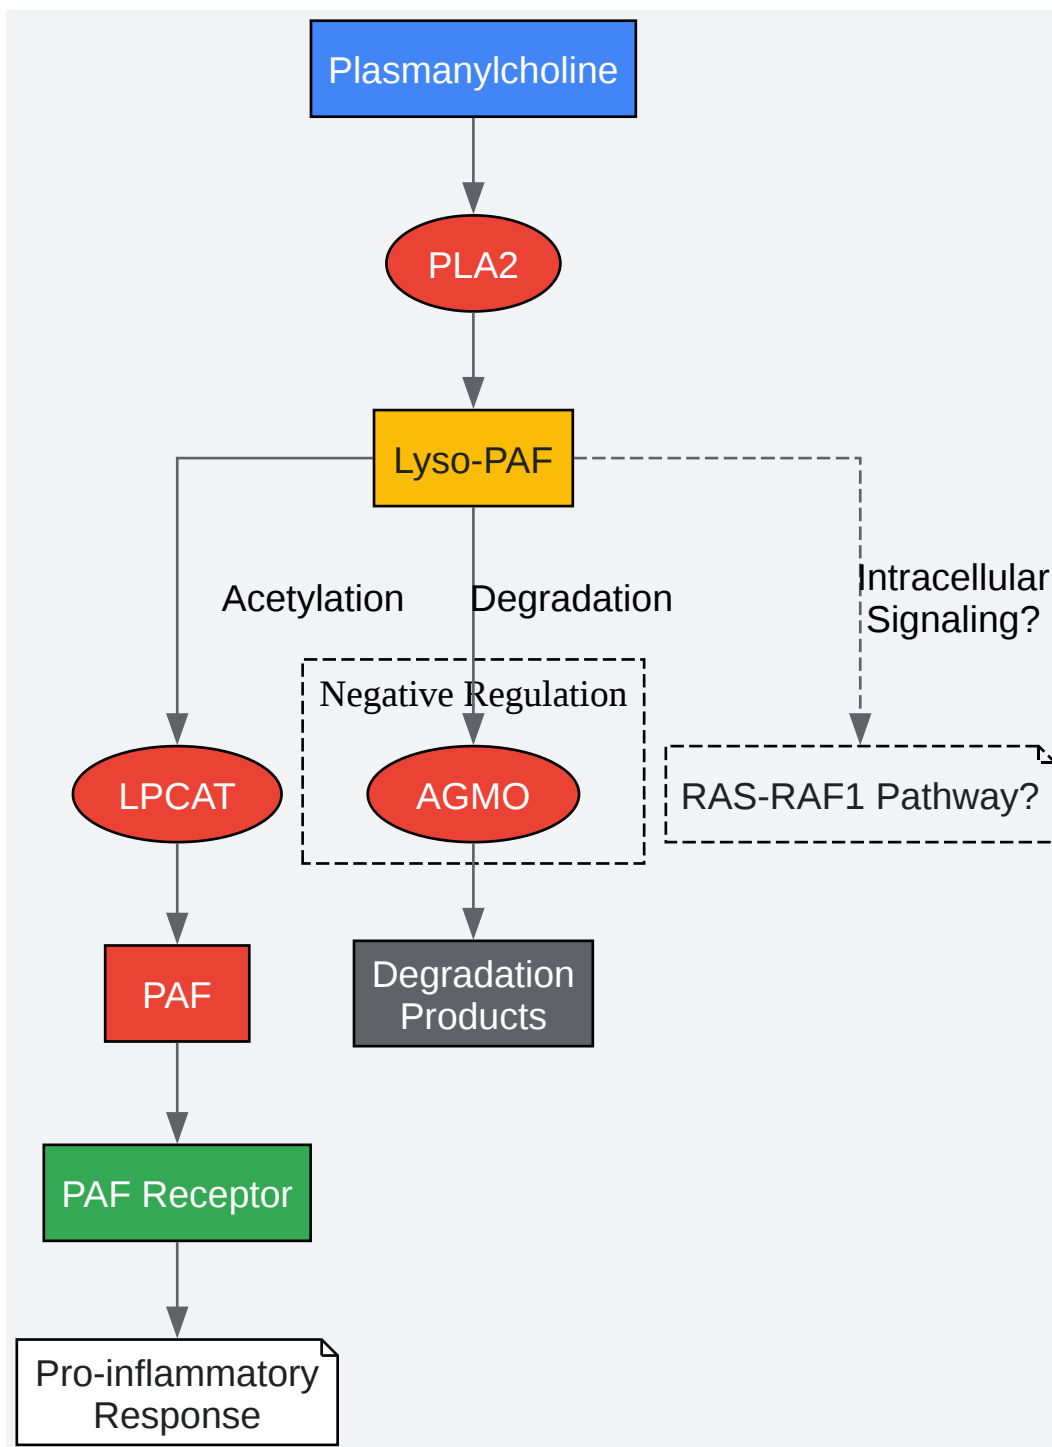 Plasmanylcholine
PLA2
Lyso-PAF
Acetylation
Degradation
Intracellular
Signaling?
Negative Regulation
LPCAT
AGMO
RAS-RAF1 Pathway?
PAF
Degradation
Products
PAF Receptor
Pro-inflammatory
Response